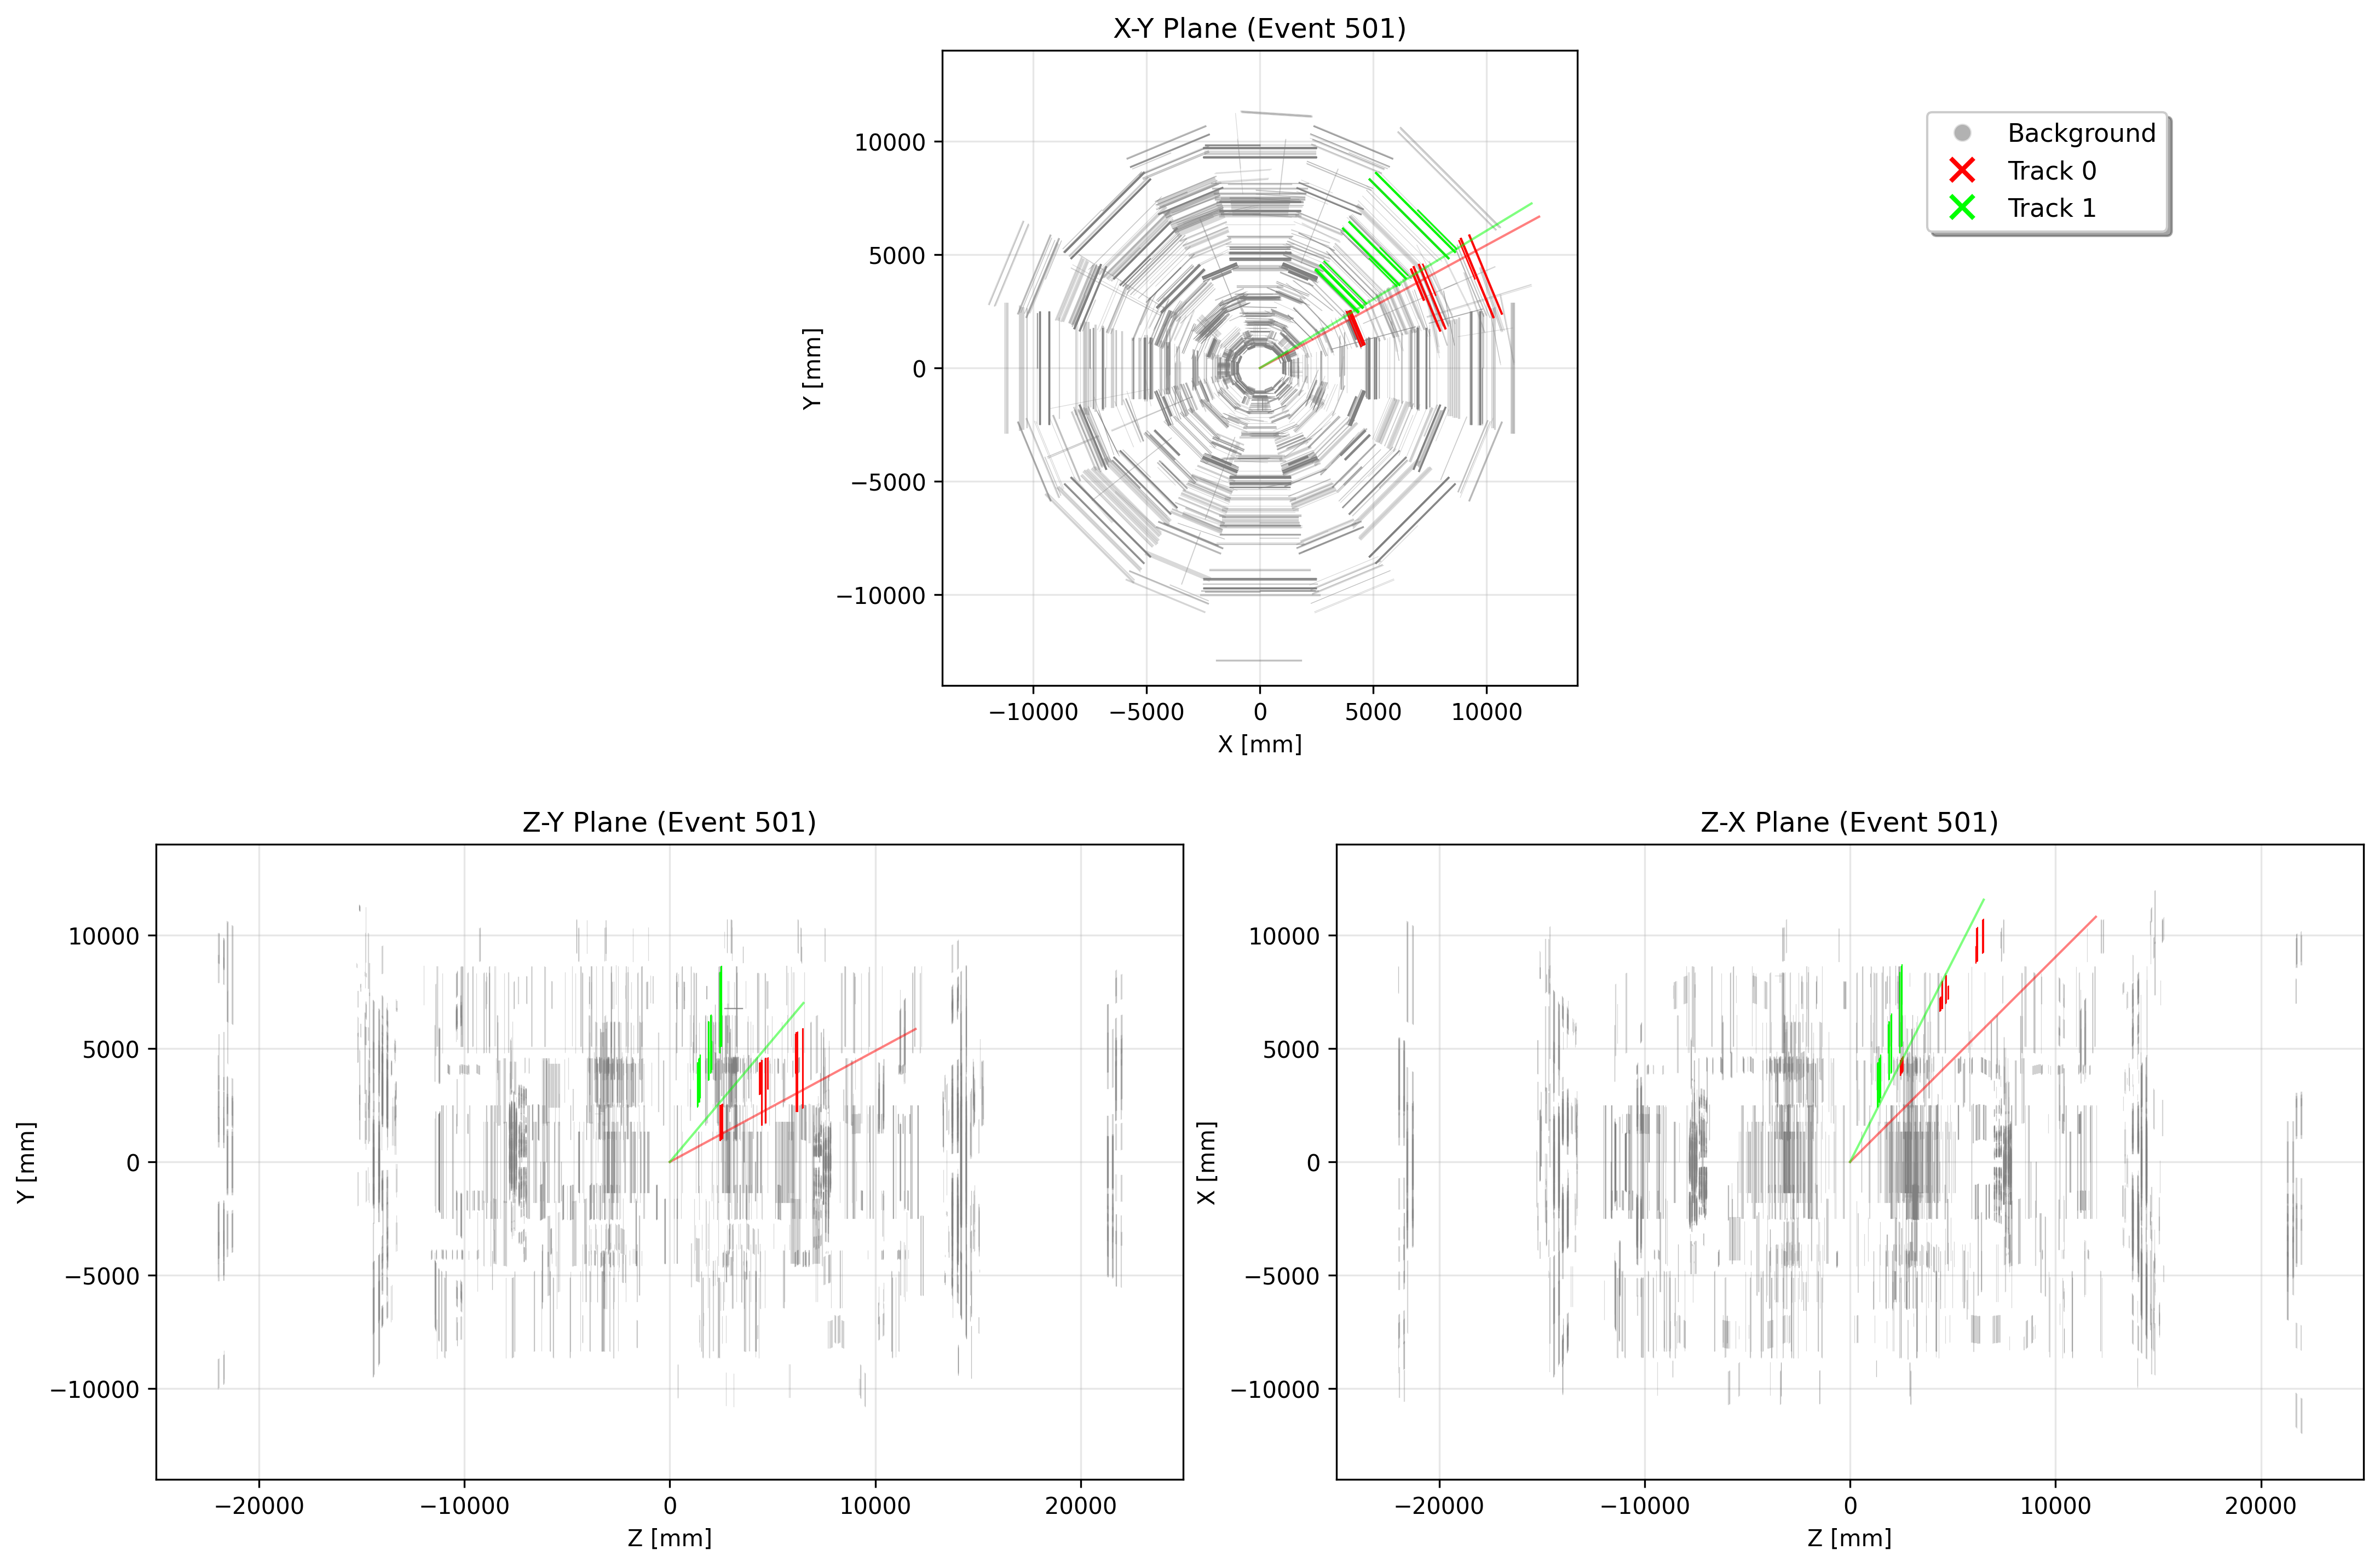 X-Y Plane (Event 501)
Background
Track 0
Track 1
10000
5000
0
−5000
−10000
Y [mm]
−10000 −5000 0 5000 10000
X [mm]
Z-Y Plane (Event 501)
10000
5000
0
−5000
−10000
Y [mm]
−20000 −10000 0 10000 20000
Z [mm]
Z-X Plane (Event 501)
10000
5000
0
−5000
−10000
X [mm]
−20000 −10000 0 10000 20000
Z [mm]